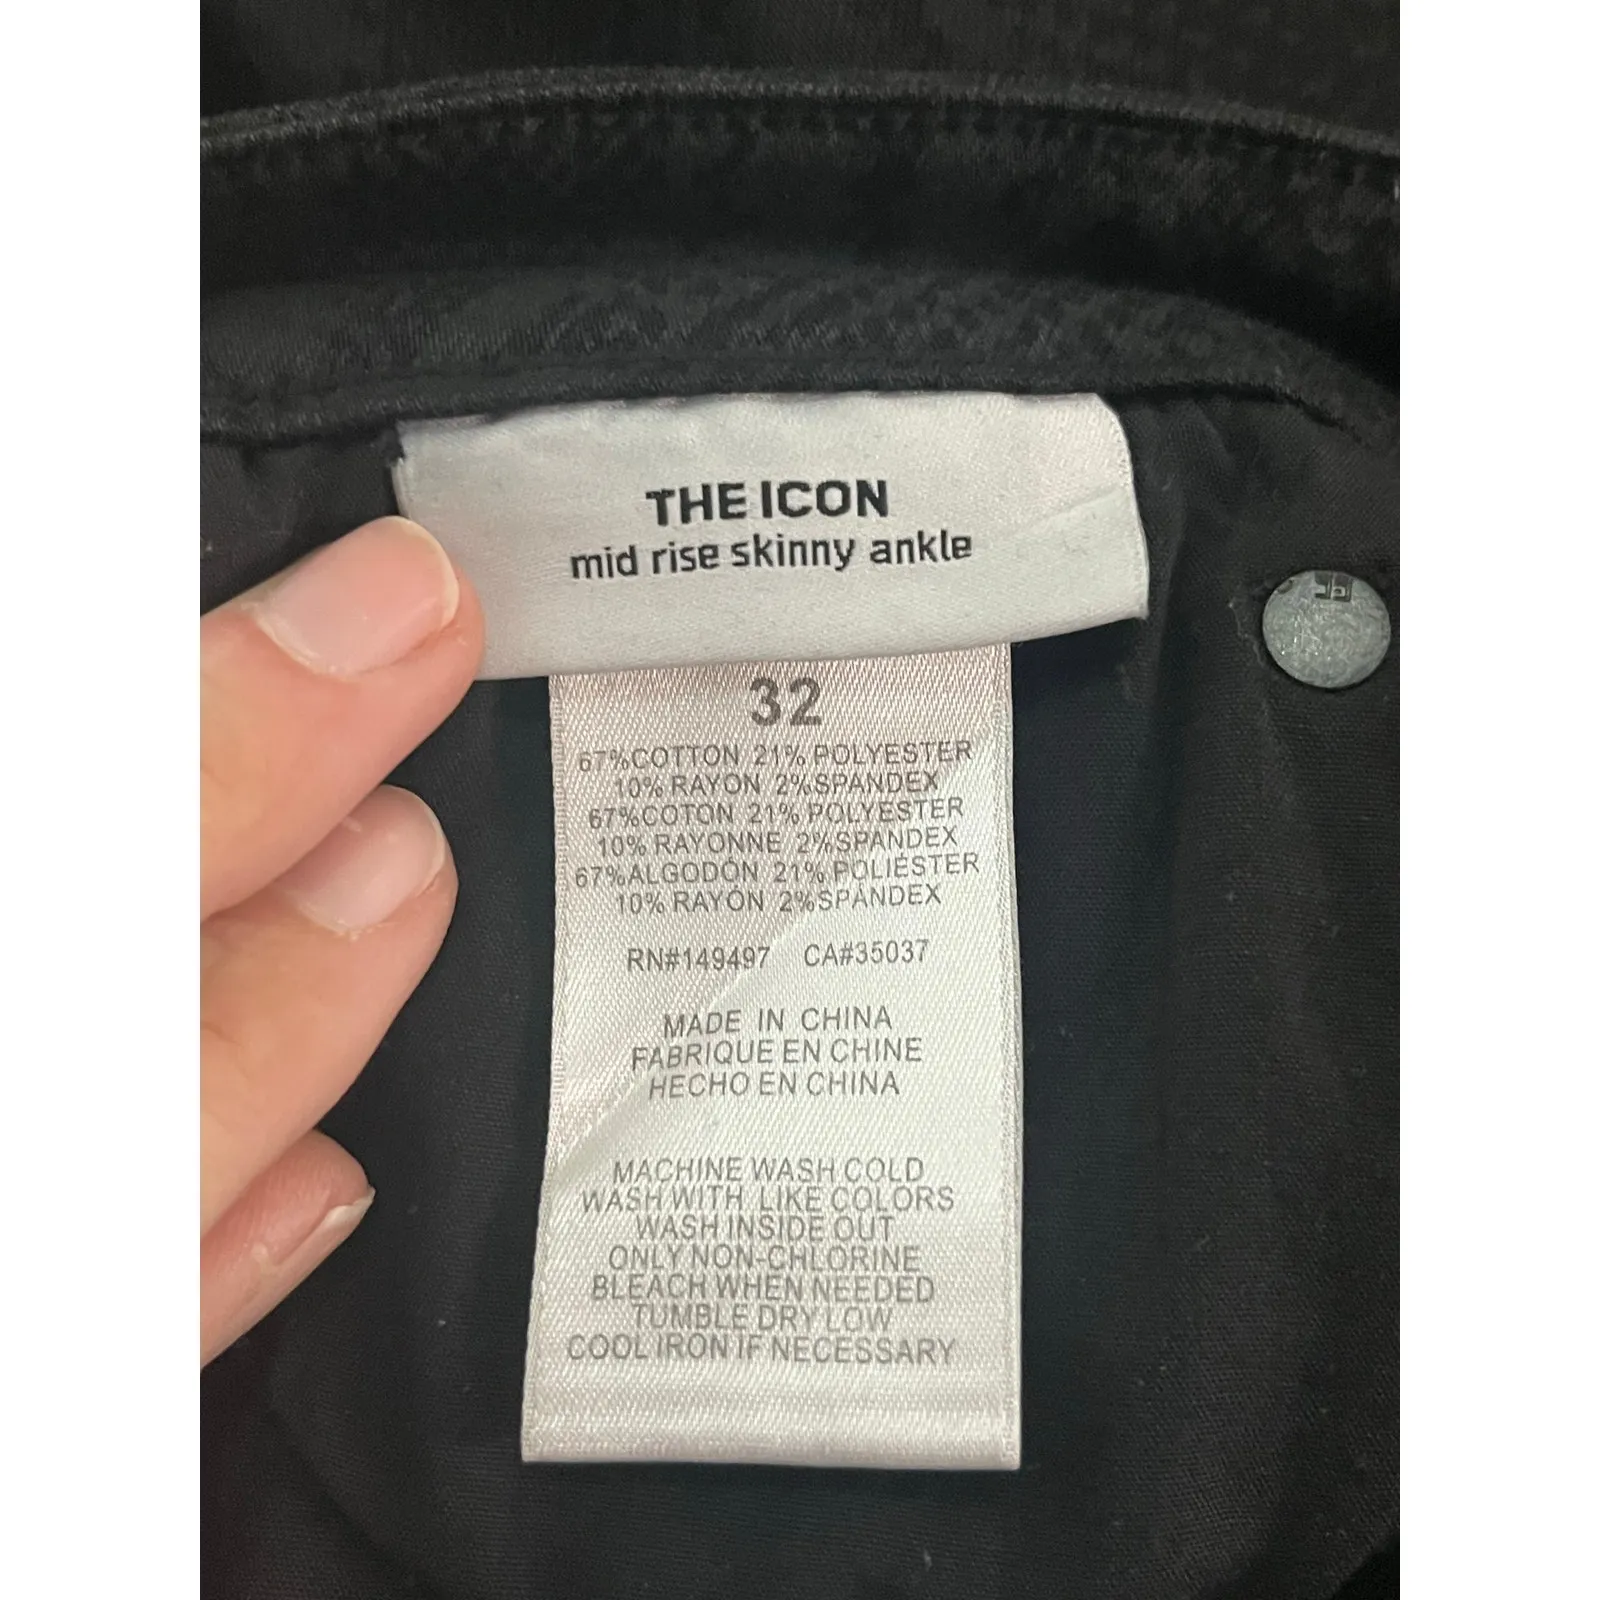 THE ICON
mid rise skinny ankle
32
67%COTTON 21% POLYESTER
10% RAYON 2%SPANDEX
67%COTON 21% POLYESTER
10% RAYONNE 2%SPANDEX
67%ALGODÓN 21% POLIÉSTER
10% RAYÓN 2%SPANDEX
RN#149497 CA#35037
MADE IN CHINA
FABRIQUE EN CHINE
HECHO EN CHINA
MACHINE WASH COLD
WASH WITH LIKE COLORS
WASH INSIDE OUT
ONLY NON-CHLORINE
BLEACH WHEN NEEDED
TUMBLE DRY LOW
COOL IRON IF NECESSARY